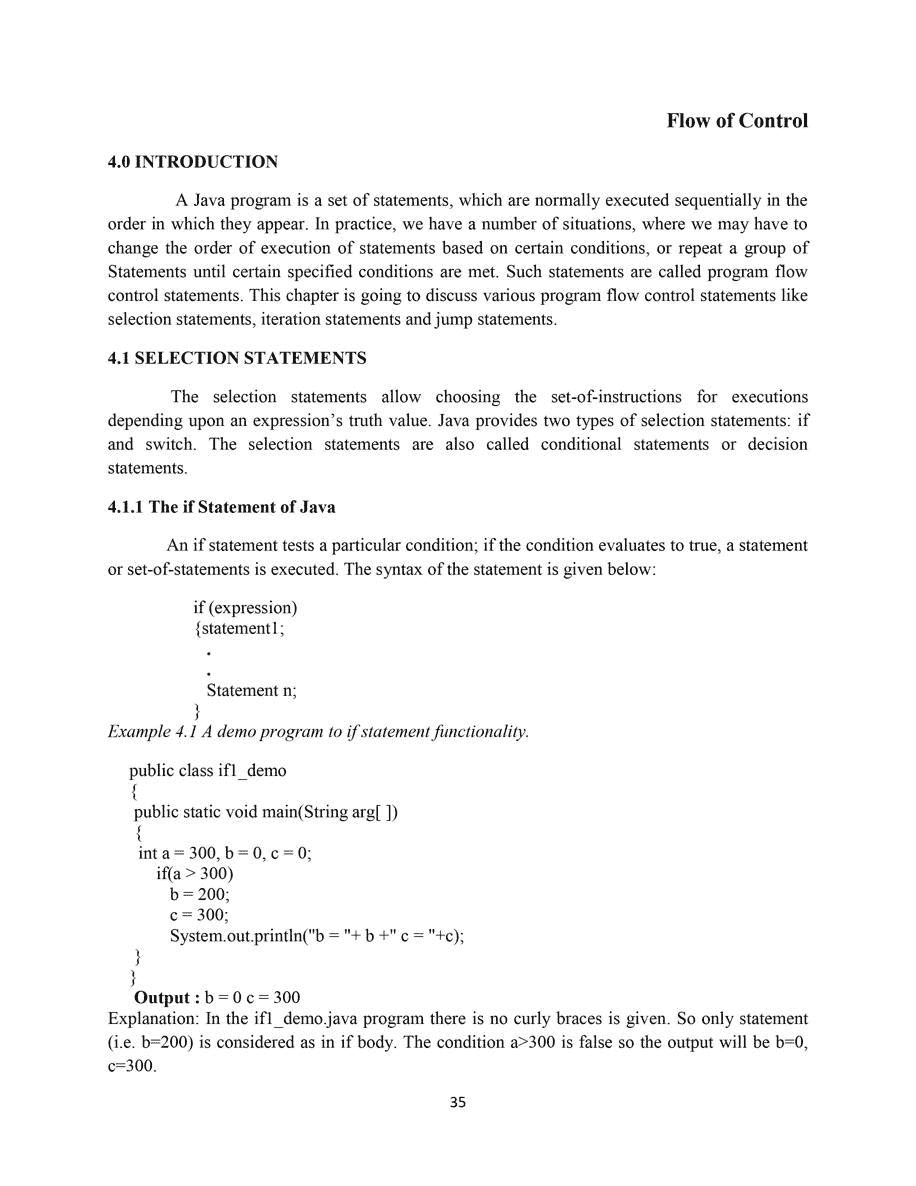 Flow of Control
4.0 INTRODUCTION
A Java program is a set of statements, which are normally executed sequentially in the
order in which they appear. In practice, we have a number of situations, where we may have to
change the order of execution of statements based on certain conditions, or repeat a group of
Statements until certain specified conditions are met. Such statements are called program flow
control statements. This chapter is going to discuss various program flow control statements like
selection statements, iteration statements and jump statements.
4.1 SELECTION STATEMENTS
The selection statements allow choosing the set-of-instructions for executions
depending upon an expression’s truth value. Java provides two types of selection statements: if
and switch. The selection statements are also called conditional statements or decision
statements.
4.1.1 The if Statement of Java
An if statement tests a particular condition; if the condition evaluates to true, a statement
or set-of-statements is executed. The syntax of the statement is given below:
if (expression)
{statement1;
.
.
Statement n;
}
Example 4.1 A demo program to if statement functionality.
public class if1_demo
{
public static void main(String arg[ ])
{
int a = 300, b = 0, c = 0;
if(a > 300)
b = 200;
c = 300;
System.out.println("b = "+ b +" c = "+c);
}
}
Output : b = 0 c = 300
Explanation: In the if1_demo.java program there is no curly braces is given. So only statement
(i.e. b=200) is considered as in if body. The condition a>300 is false so the output will be b=0,
c=300.
35